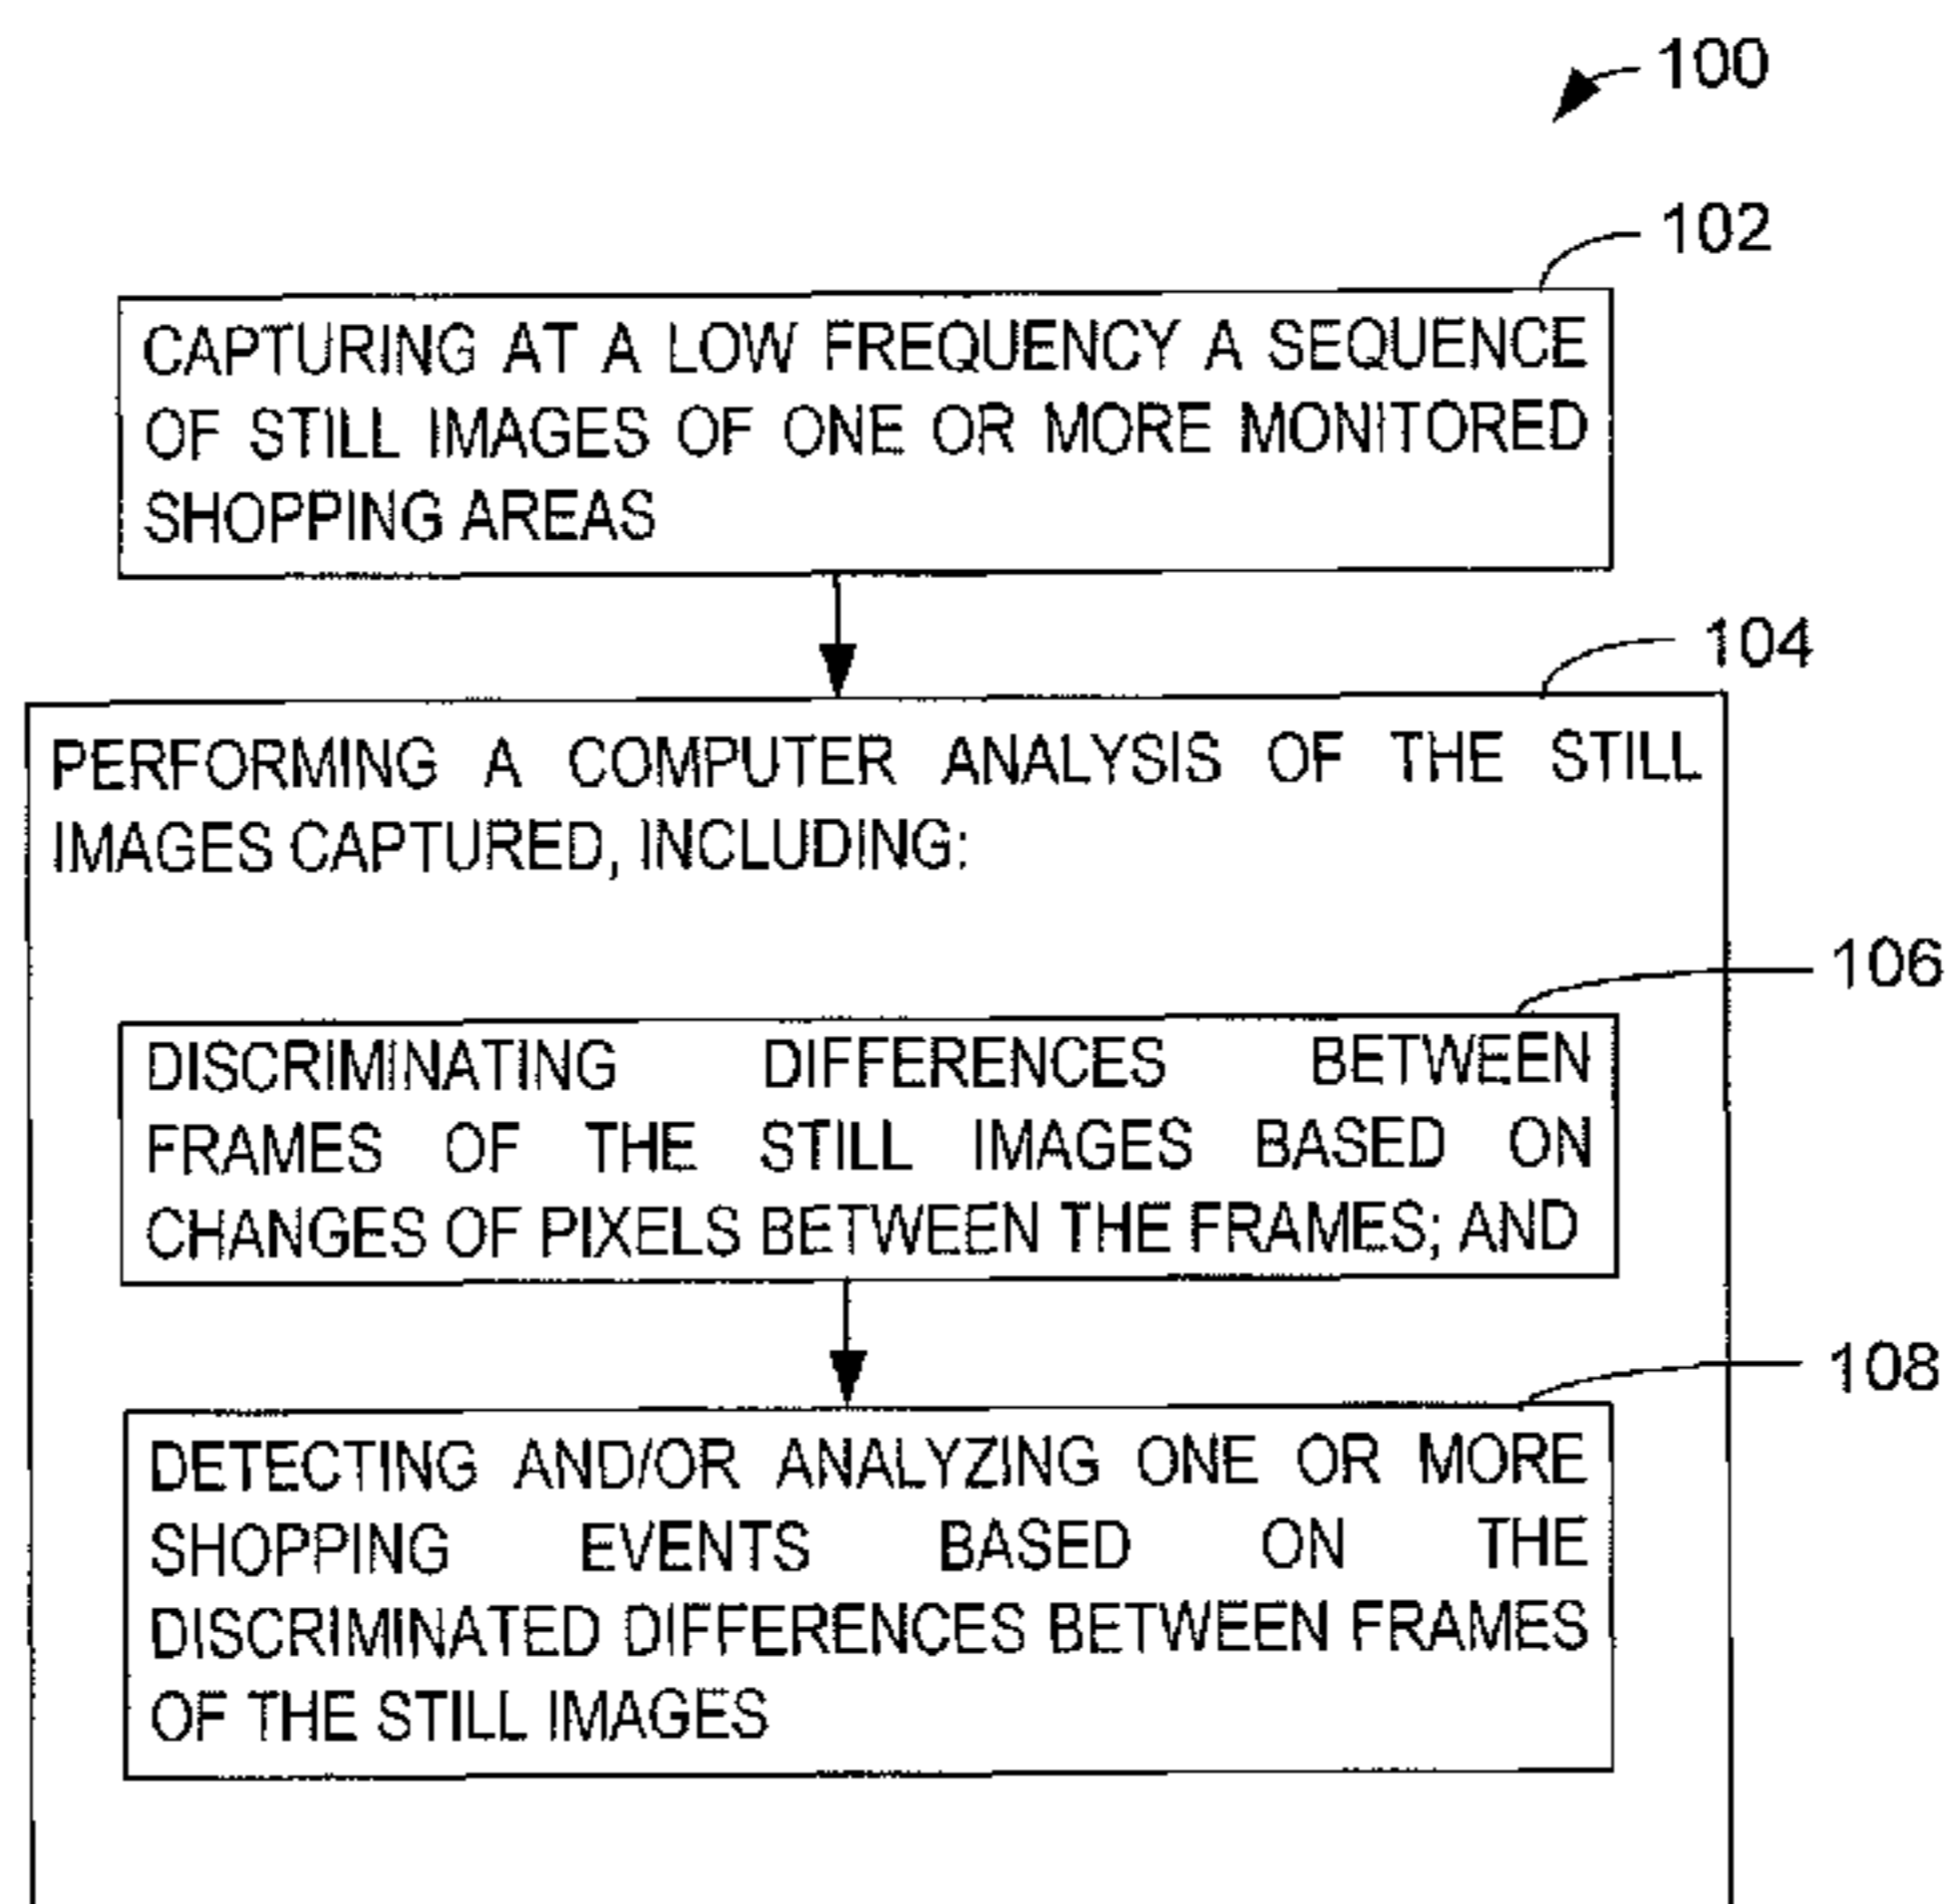 100
102
CAPTURING AT A LOW FREQUENCY A SEQUENCE
OF STILL IMAGES OF ONE OR MORE MONITORED
SHOPPING AREAS
104
PERFORMING A COMPUTER ANALYSIS OF THE STILL
IMAGES CAPTURED, INCLUDING:
106
DISCRIMINATING DIFFERENCES BETWEEN
FRAMES OF THE STILL IMAGES BASED ON
CHANGES OF PIXELS BETWEEN THE FRAMES; AND
108
DETECTING AND/OR ANALYZING ONE OR MORE
SHOPPING EVENTS BASED ON THE
DISCRIMINATED DIFFERENCES BETWEEN FRAMES
OF THE STILL IMAGES